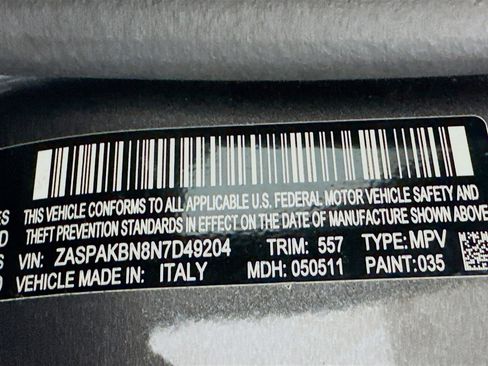 THIS VEHICLE CONFORMS TO ALL APPLICABLE U.S. FEDERAL MOTOR VEHICLE SAFETY AND
THEFT PREVENTION STANDARDS IN EFFECT ON THE DATE OF MANUFACTURE SHOWN ABOVE.
VIN: ZASPAKBN8N7D49204 TRIM: 557 TYPE: MPV
VEHICLE MADE IN: ITALY MDH: 050511 PAINT: 035